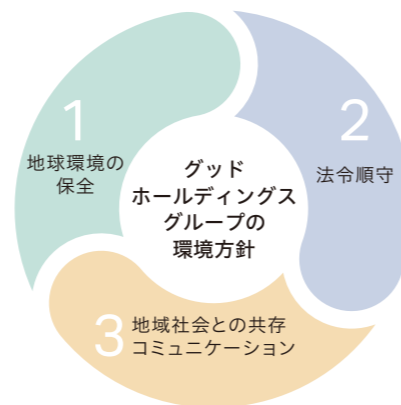 グッド
ホールディングス
グループの
環境方針
1
地球環境の
保全
2
法令順守
3
地域社会との共存
コミュニケーション